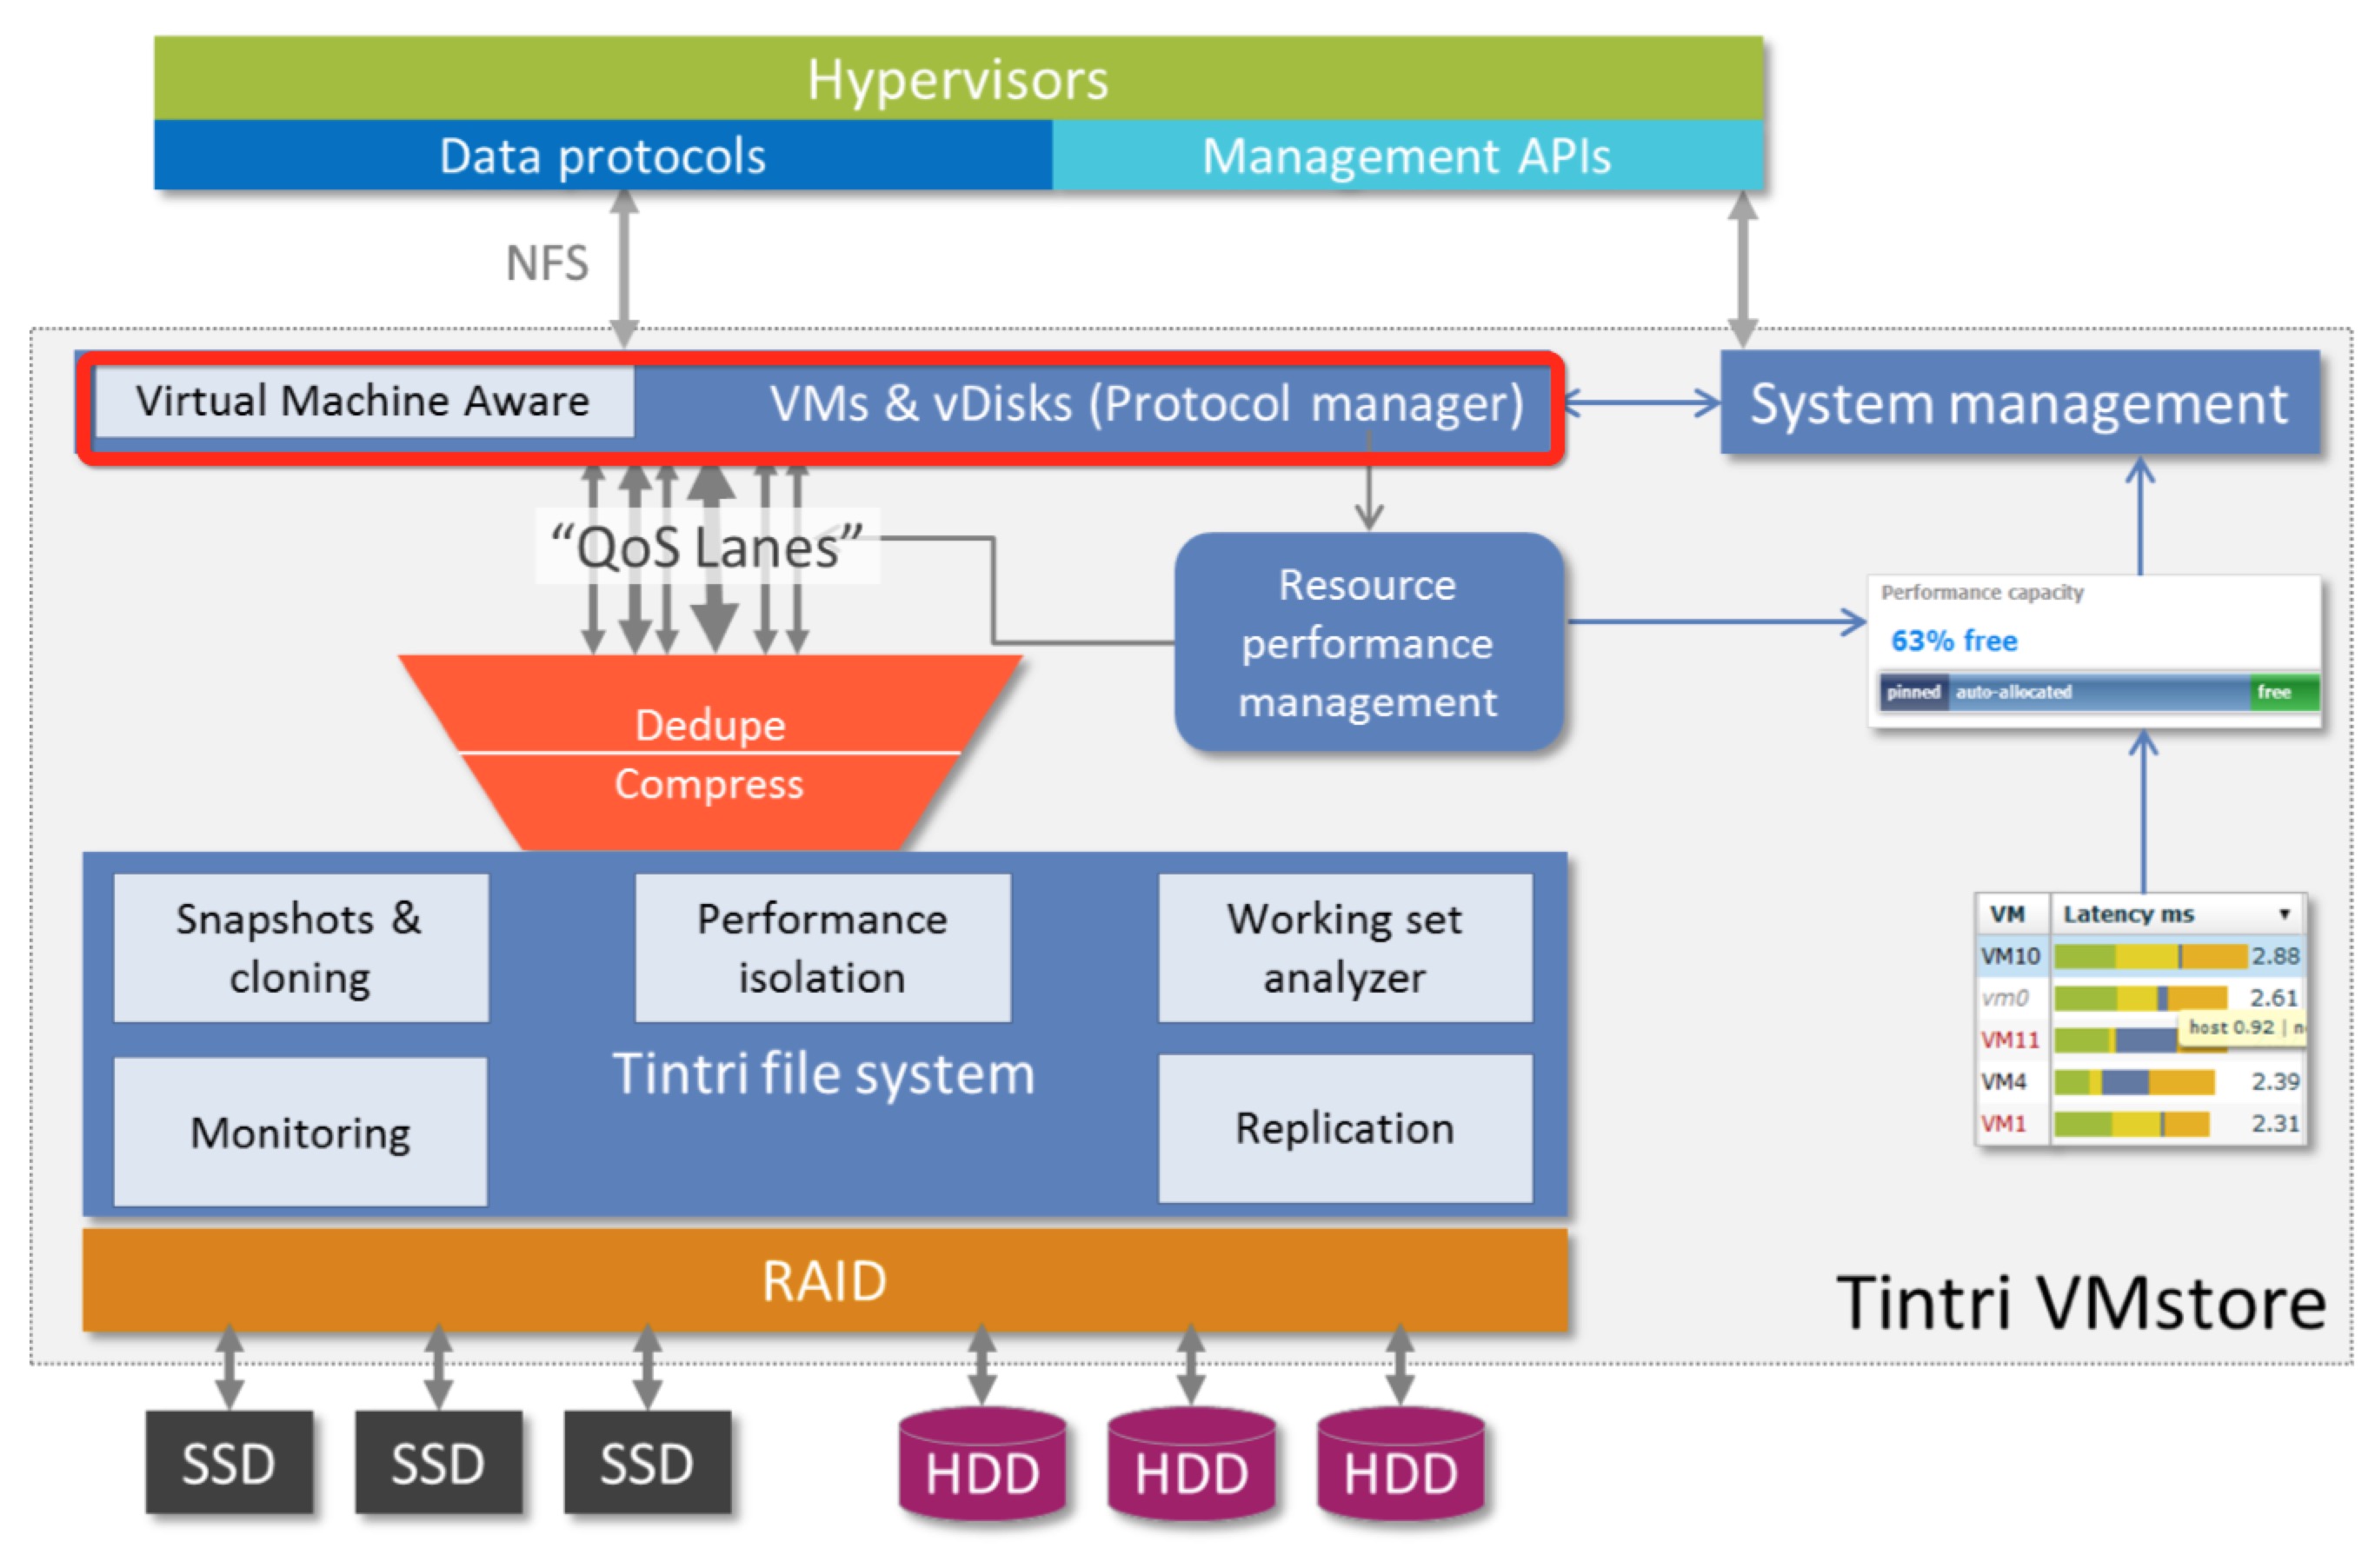 Hypervisors
Data protocols
Management APIs
NFS
Virtual Machine Aware
VMs & vDisks (Protocol manager)
System management
“QoS Lanes”
Resource
performance
management
Performance capacity
63% free
pinned auto-allocated free
Dedupe
Compress
Snapshots &
cloning
Performance
isolation
Working set
analyzer
Tintri file system
Monitoring
Replication
VM Latency ms
VM10 2.88
vm0 2.61
host 0.92 |
VM11
VM4 2.39
VM1 2.31
RAID
Tintri VMstore
SSD
SSD
SSD
HDD
HDD
HDD